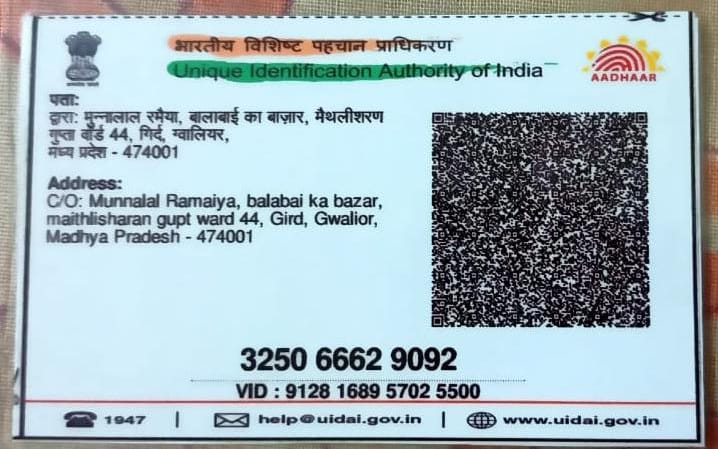 भारतीय विशिष्ट पहचान प्राधिकरण
Unique Identification Authority of India
AADHAAR
पता:
द्वारा: मुन्नालाल रमैया, बालाबाई का बाज़ार, मैथलीशरण
गुप्ता वॉर्ड 44, गिर्द, ग्वालियर,
मध्य प्रदेश - 474001
Address:
C/O: Munnalal Ramaiya, balabai ka bazar,
maithlisharan gupt ward 44, Gird, Gwalior,
Madhya Pradesh - 474001
3250 6662 9092
VID : 9128 1689 5702 5500
1947 | help@uidai.gov.in | www.uidai.gov.in